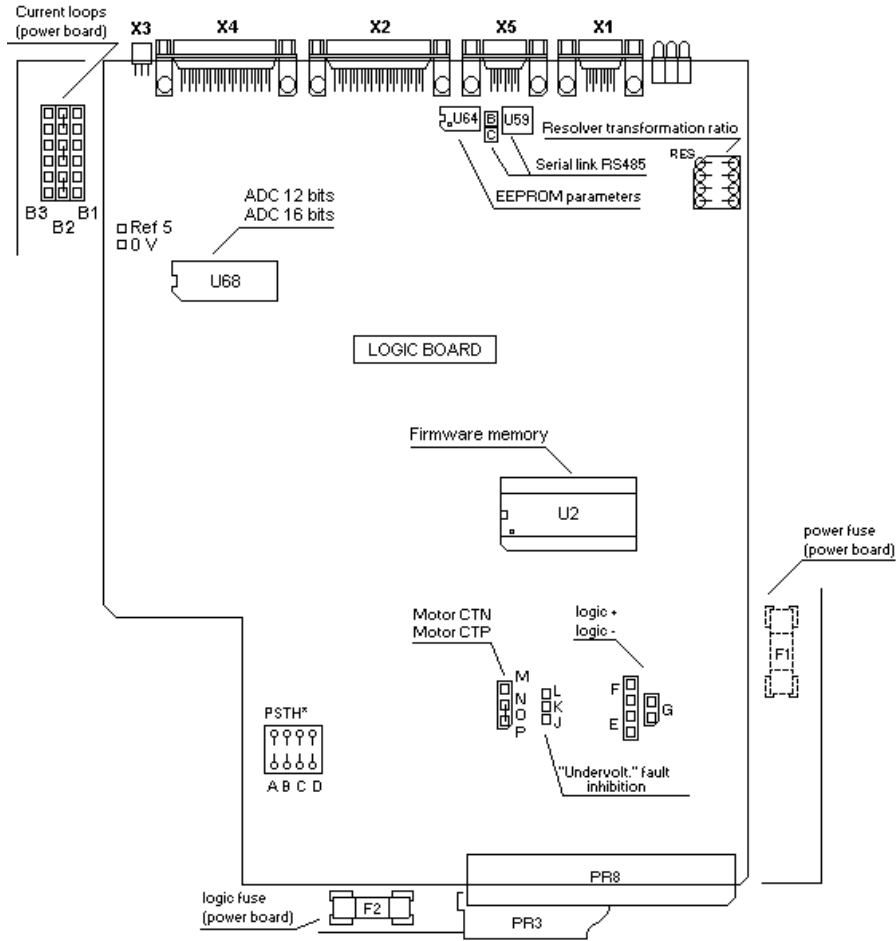 Current loops
(power board)
X3
X4
X2
X5
X1
U64
B
C
U59
Resolver transformation ratio
RES
Serial link RS485
EEPROM parameters
B3
B2
B1
Ref 5
0 V
ADC 12 bits
ADC 16 bits
U68
LOGIC BOARD
Firmware memory
U2
power fuse
(power board)
F1
Motor CTN
Motor CTP
logic +
logic -
M
N
O
P
L
K
J
F
E
G
PSTH*
A B C D
"Undervolt." fault
inhibition
PR8
logic fuse
(power board)
F2
PR3